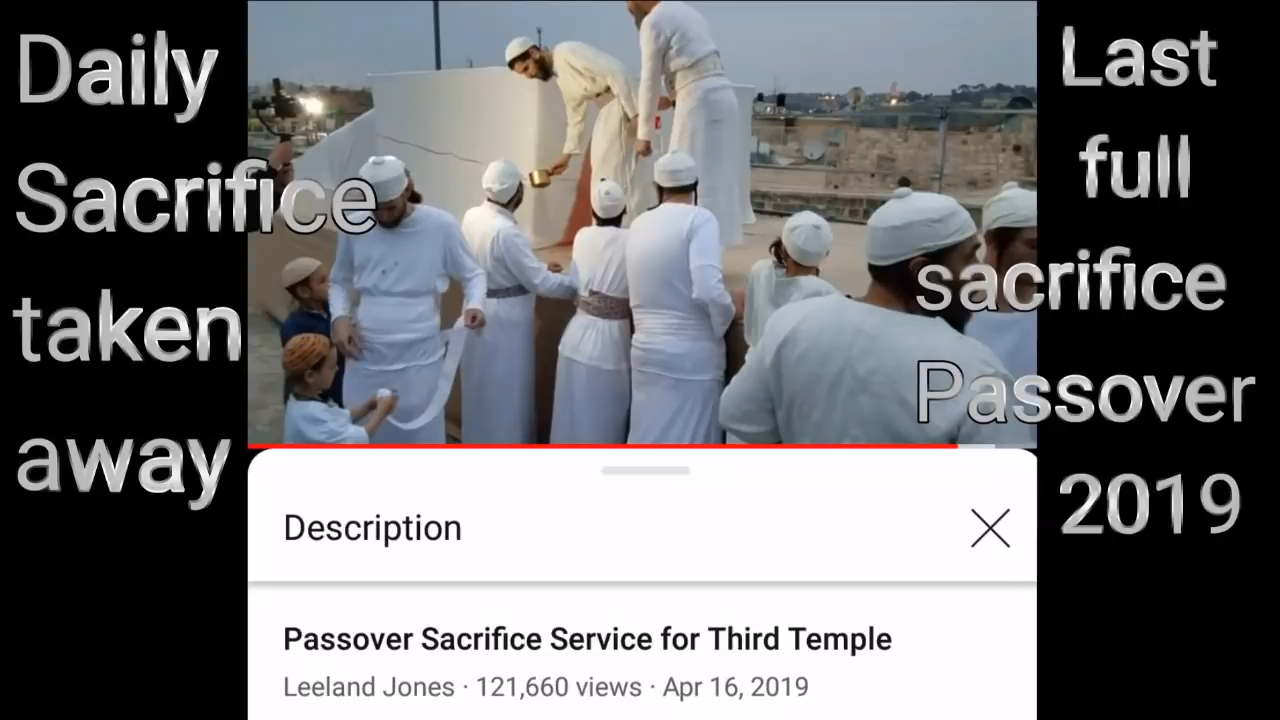 Daily
Sacrifice
taken
away
Last
full
sacrifice
Passover
2019
Description
Passover Sacrifice Service for Third Temple
Leeland Jones · 121,660 views · Apr 16, 2019